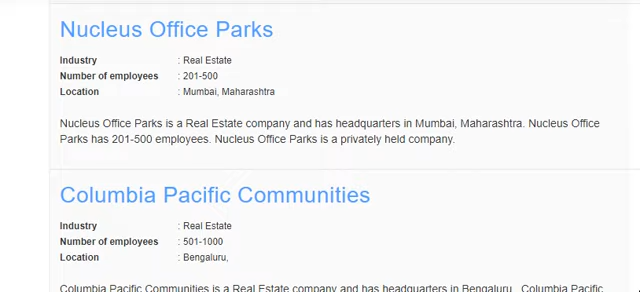 Nucleus Office Parks
Industry : Real Estate
Number of employees : 201-500
Location : Mumbai, Maharashtra
Nucleus Office Parks is a Real Estate company and has headquarters in Mumbai, Maharashtra. Nucleus Office
Parks has 201-500 employees. Nucleus Office Parks is a privately held company.
Columbia Pacific Communities
Industry : Real Estate
Number of employees : 501-1000
Location : Bengaluru,
Columbia Pacific Communities is a Real Estate company and has headquarters in Bengaluru, . Columbia Pacific